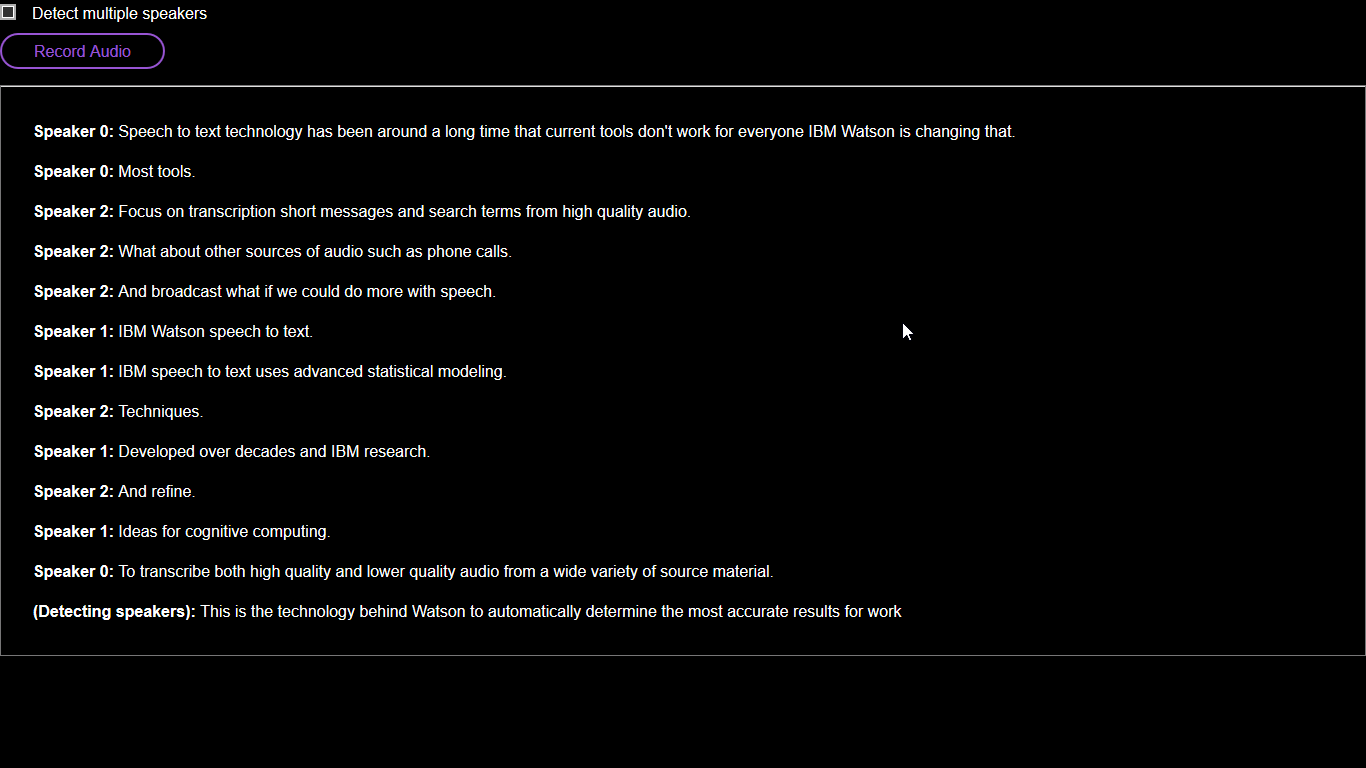 Detect multiple speakers
Record Audio
Speaker 0: Speech to text technology has been around a long time that current tools don't work for everyone IBM Watson is changing that.
Speaker 0: Most tools.
Speaker 2: Focus on transcription short messages and search terms from high quality audio.
Speaker 2: What about other sources of audio such as phone calls.
Speaker 2: And broadcast what if we could do more with speech.
Speaker 1: IBM Watson speech to text.
Speaker 1: IBM speech to text uses advanced statistical modeling.
Speaker 2: Techniques.
Speaker 1: Developed over decades and IBM research.
Speaker 2: And refine.
Speaker 1: Ideas for cognitive computing.
Speaker 0: To transcribe both high quality and lower quality audio from a wide variety of source material.
(Detecting speakers): This is the technology behind Watson to automatically determine the most accurate results for work